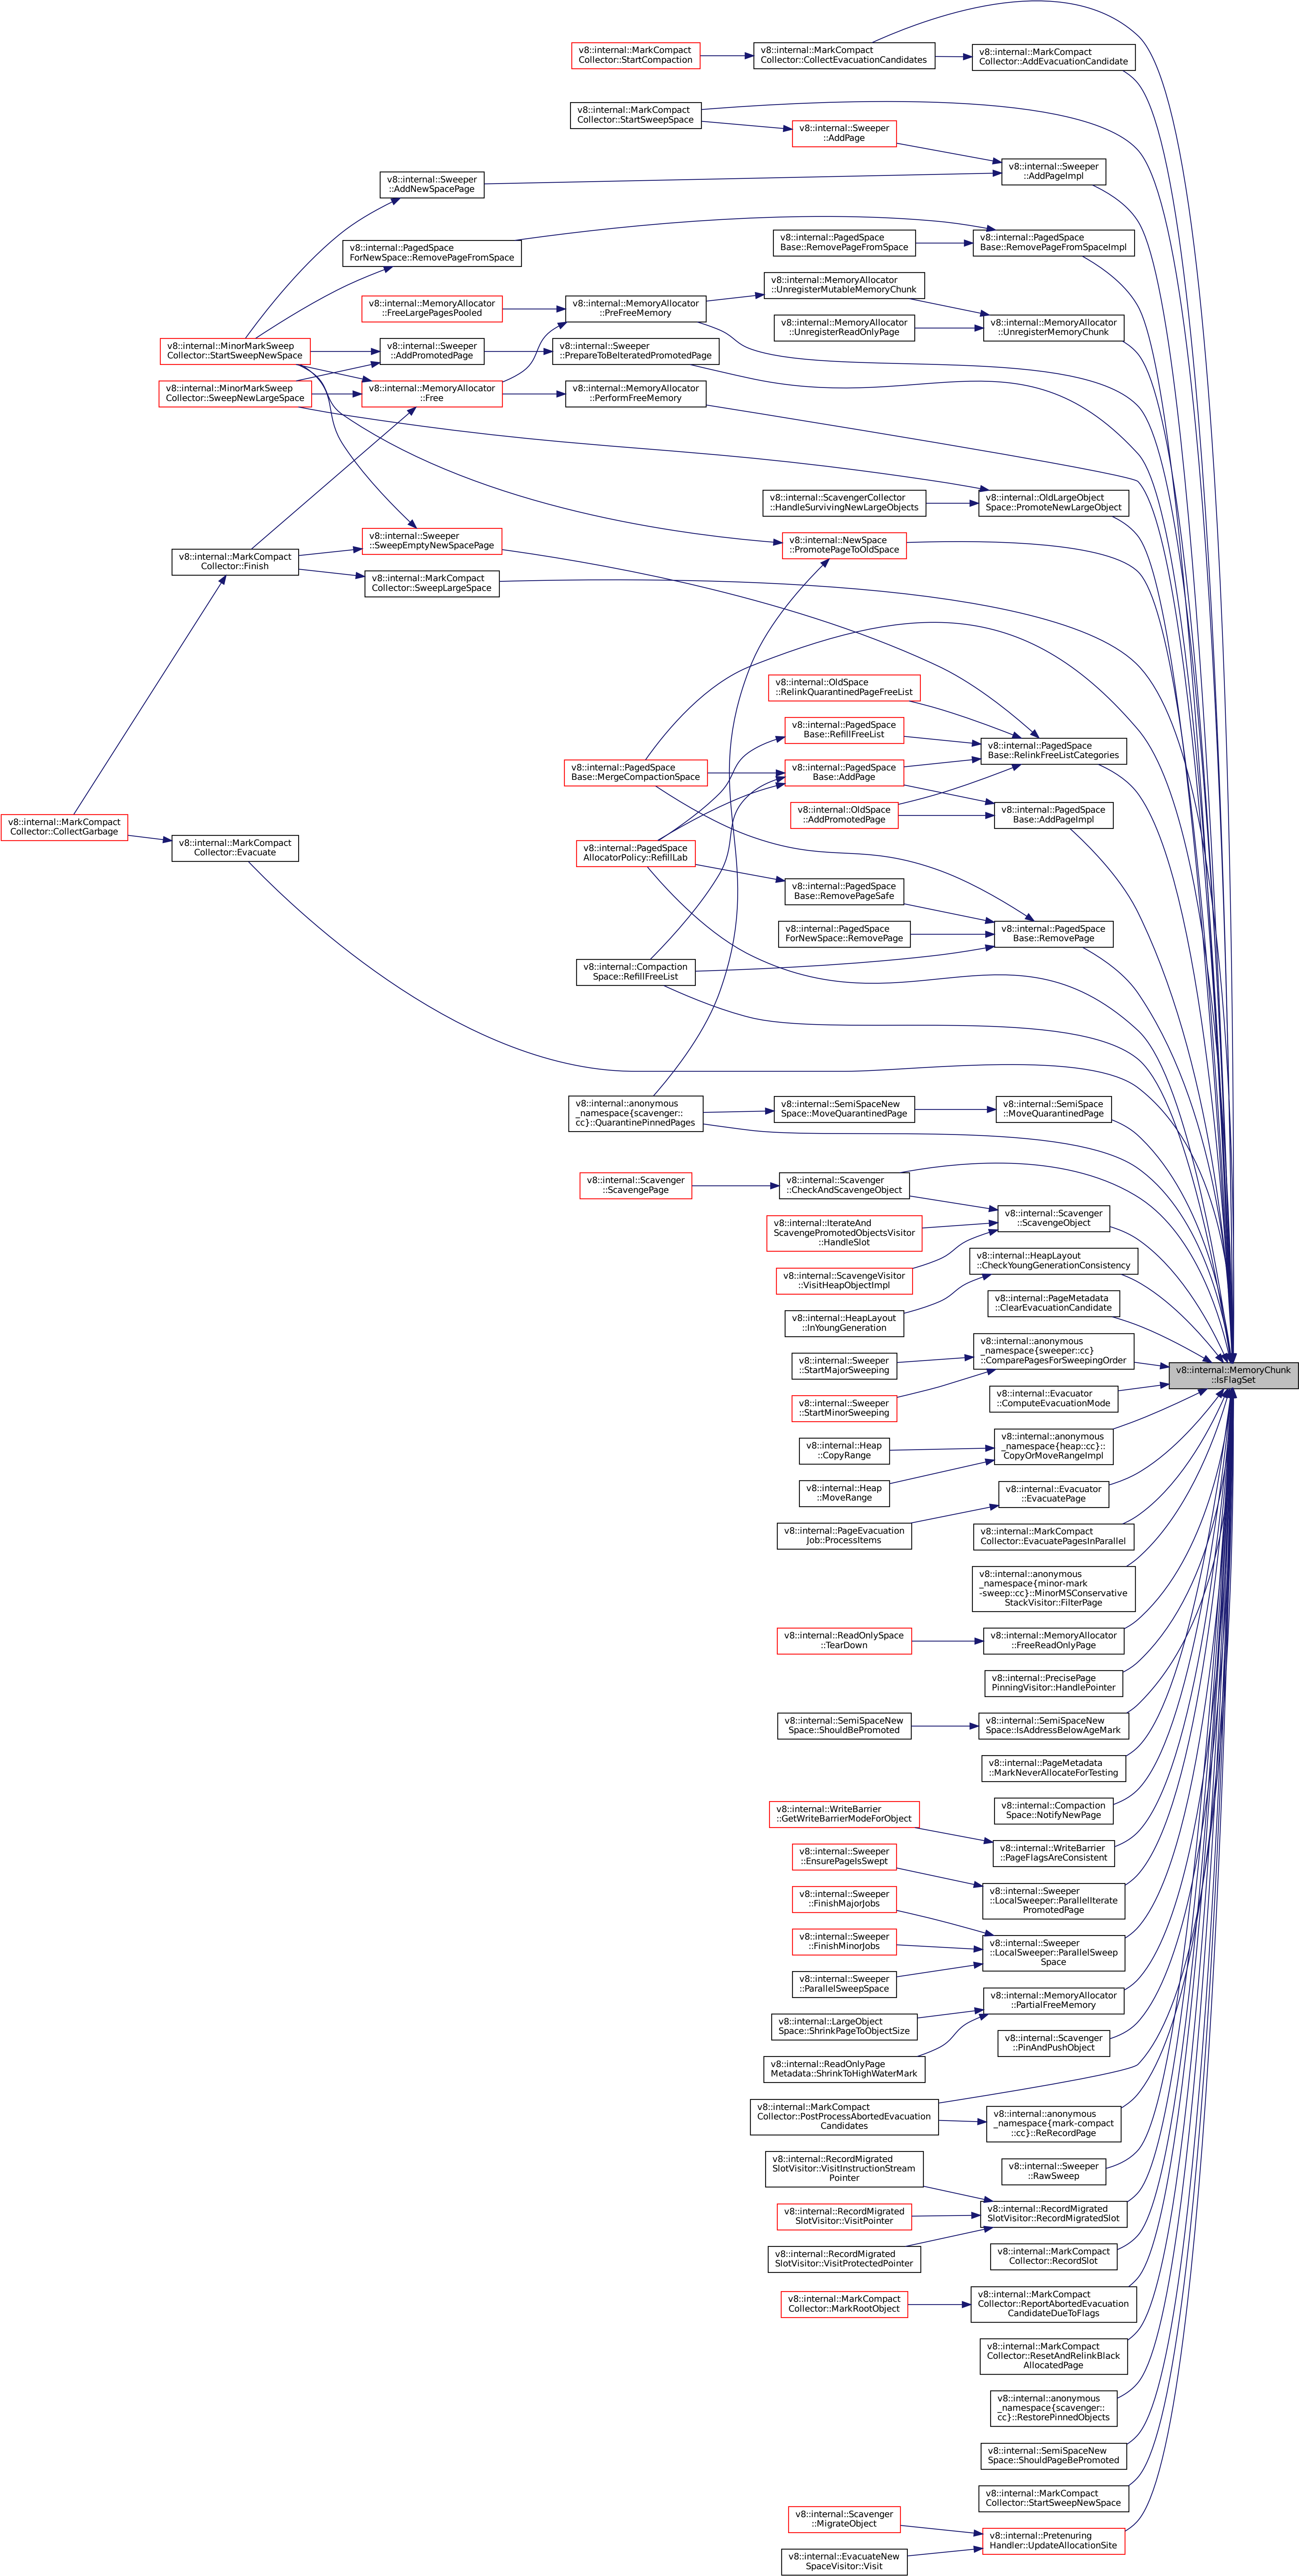 v8::internal::MarkCompact
Collector::StartCompaction
v8::internal::MarkCompact
Collector::CollectEvacuationCandidates
v8::internal::MarkCompact
Collector::AddEvacuationCandidate
v8::internal::MarkCompact
Collector::StartSweepSpace
v8::internal::Sweeper
::AddPage
v8::internal::Sweeper
::AddPageImpl
v8::internal::Sweeper
::AddNewSpacePage
v8::internal::PagedSpace
ForNewSpace::RemovePageFromSpace
v8::internal::PagedSpace
Base::RemovePageFromSpace
v8::internal::PagedSpace
Base::RemovePageFromSpaceImpl
v8::internal::MemoryAllocator
::UnregisterMutableMemoryChunk
v8::internal::MemoryAllocator
::FreeLargePagesPooled
v8::internal::MemoryAllocator
::PreFreeMemory
v8::internal::MemoryAllocator
::UnregisterReadOnlyPage
v8::internal::MemoryAllocator
::UnregisterMemoryChunk
v8::internal::MinorMarkSweep
Collector::StartSweepNewSpace
v8::internal::Sweeper
::AddPromotedPage
v8::internal::Sweeper
::PrepareToBeIteratedPromotedPage
v8::internal::MinorMarkSweep
Collector::SweepNewLargeSpace
v8::internal::MemoryAllocator
::Free
v8::internal::MemoryAllocator
::PerformFreeMemory
v8::internal::ScavengerCollector
::HandleSurvivingNewLargeObjects
v8::internal::OldLargeObject
Space::PromoteNewLargeObject
v8::internal::Sweeper
::SweepEmptyNewSpacePage
v8::internal::NewSpace
::PromotePageToOldSpace
v8::internal::MarkCompact
Collector::Finish
v8::internal::MarkCompact
Collector::SweepLargeSpace
v8::internal::OldSpace
::RelinkQuarantinedPageFreeList
v8::internal::PagedSpace
Base::RefillFreeList
v8::internal::PagedSpace
Base::RelinkFreeListCategories
v8::internal::PagedSpace
Base::MergeCompactionSpace
v8::internal::PagedSpace
Base::AddPage
v8::internal::OldSpace
::AddPromotedPage
v8::internal::PagedSpace
Base::AddPageImpl
v8::internal::MarkCompact
Collector::CollectGarbage
v8::internal::MarkCompact
Collector::Evacuate
v8::internal::PagedSpace
AllocatorPolicy::RefillLab
v8::internal::PagedSpace
Base::RemovePageSafe
v8::internal::PagedSpace
ForNewSpace::RemovePage
v8::internal::PagedSpace
Base::RemovePage
v8::internal::Compaction
Space::RefillFreeList
v8::internal::anonymous
_namespace{scavenger::
cc}::QuarantinePinnedPages
v8::internal::SemiSpaceNew
Space::MoveQuarantinedPage
v8::internal::SemiSpace
::MoveQuarantinedPage
v8::internal::Scavenger
::ScavengePage
v8::internal::Scavenger
::CheckAndScavengeObject
v8::internal::Scavenger
::ScavengeObject
v8::internal::IterateAnd
ScavengePromotedObjectsVisitor
::HandleSlot
v8::internal::ScavengeVisitor
::VisitHeapObjectImpl
v8::internal::HeapLayout
::CheckYoungGenerationConsistency
v8::internal::HeapLayout
::InYoungGeneration
v8::internal::PageMetadata
::ClearEvacuationCandidate
v8::internal::Sweeper
::StartMajorSweeping
v8::internal::anonymous
_namespace{sweeper::cc}
::ComparePagesForSweepingOrder
v8::internal::MemoryChunk
::IsFlagSet
v8::internal::Sweeper
::StartMinorSweeping
v8::internal::Evacuator
::ComputeEvacuationMode
v8::internal::Heap
::CopyRange
v8::internal::anonymous
_namespace{heap::cc}::
CopyOrMoveRangeImpl
v8::internal::Heap
::MoveRange
v8::internal::Evacuator
::EvacuatePage
v8::internal::PageEvacuation
Job::ProcessItems
v8::internal::MarkCompact
Collector::EvacuatePagesInParallel
v8::internal::anonymous
_namespace{minor-mark
-sweep::cc}::MinorMSConservative
StackVisitor::FilterPage
v8::internal::ReadOnlySpace
::TearDown
v8::internal::MemoryAllocator
::FreeReadOnlyPage
v8::internal::PrecisePage
PinningVisitor::HandlePointer
v8::internal::SemiSpaceNew
Space::ShouldBePromoted
v8::internal::SemiSpaceNew
Space::IsAddressBelowAgeMark
v8::internal::PageMetadata
::MarkNeverAllocateForTesting
v8::internal::Compaction
Space::NotifyNewPage
v8::internal::WriteBarrier
::GetWriteBarrierModeForObject
v8::internal::WriteBarrier
::PageFlagsAreConsistent
v8::internal::Sweeper
::EnsurePageIsSwept
v8::internal::Sweeper
::LocalSweeper::ParallelIterate
PromotedPage
v8::internal::Sweeper
::FinishMajorJobs
v8::internal::Sweeper
::FinishMinorJobs
v8::internal::Sweeper
::LocalSweeper::ParallelSweep
Space
v8::internal::Sweeper
::ParallelSweepSpace
v8::internal::MemoryAllocator
::PartialFreeMemory
v8::internal::LargeObject
Space::ShrinkPageToObjectSize
v8::internal::Scavenger
::PinAndPushObject
v8::internal::ReadOnlyPage
Metadata::ShrinkToHighWaterMark
v8::internal::MarkCompact
Collector::PostProcessAbortedEvacuation
Candidates
v8::internal::anonymous
_namespace{mark-compact
::cc}::ReRecordPage
v8::internal::RecordMigrated
SlotVisitor::VisitInstructionStream
Pointer
v8::internal::Sweeper
::RawSweep
v8::internal::RecordMigrated
SlotVisitor::VisitPointer
v8::internal::RecordMigrated
SlotVisitor::RecordMigratedSlot
v8::internal::RecordMigrated
SlotVisitor::VisitProtectedPointer
v8::internal::MarkCompact
Collector::RecordSlot
v8::internal::MarkCompact
Collector::MarkRootObject
v8::internal::MarkCompact
Collector::ReportAbortedEvacuation
CandidateDueToFlags
v8::internal::MarkCompact
Collector::ResetAndRelinkBlack
AllocatedPage
v8::internal::anonymous
_namespace{scavenger::
cc}::RestorePinnedObjects
v8::internal::SemiSpaceNew
Space::ShouldPageBePromoted
v8::internal::MarkCompact
Collector::StartSweepNewSpace
v8::internal::Scavenger
::MigrateObject
v8::internal::Pretenuring
Handler::UpdateAllocationSite
v8::internal::EvacuateNew
SpaceVisitor::Visit